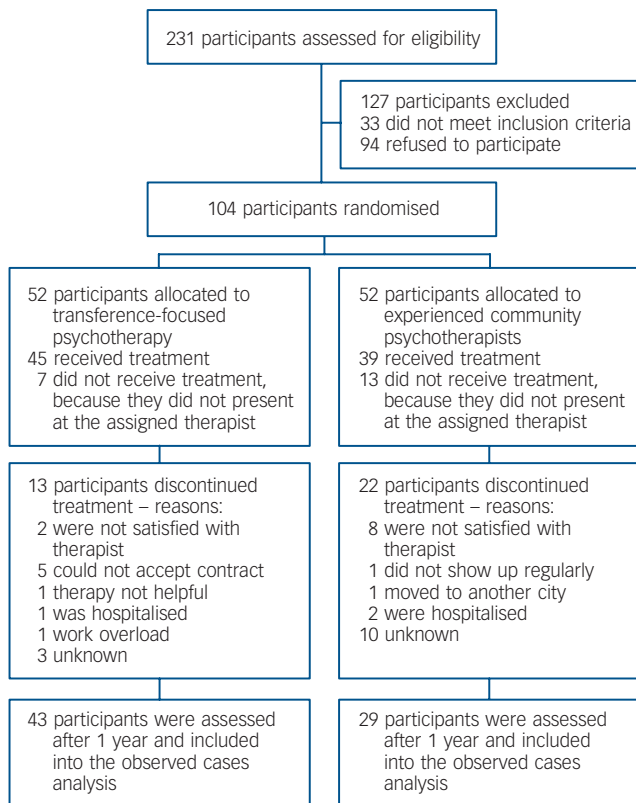 231 participants assessed for eligibility
127 participants excluded
33 did not meet inclusion criteria
94 refused to participate
104 participants randomised
52 participants allocated to
transference-focused
psychotherapy
45 received treatment
7 did not receive treatment,
because they did not present
at the assigned therapist
52 participants allocated to
experienced community
psychotherapists
39 received treatment
13 did not receive treatment,
because they did not present
at the assigned therapist
13 participants discontinued
treatment – reasons:
2 were not satisfied with
therapist
5 could not accept contract
1 therapy not helpful
1 was hospitalised
1 work overload
3 unknown
22 participants discontinued
treatment – reasons:
8 were not satisfied with
therapist
1 did not show up regularly
1 moved to another city
2 were hospitalised
10 unknown
43 participants were assessed
after 1 year and included
into the observed cases
analysis
29 participants were assessed
after 1 year and included
into the observed cases
analysis